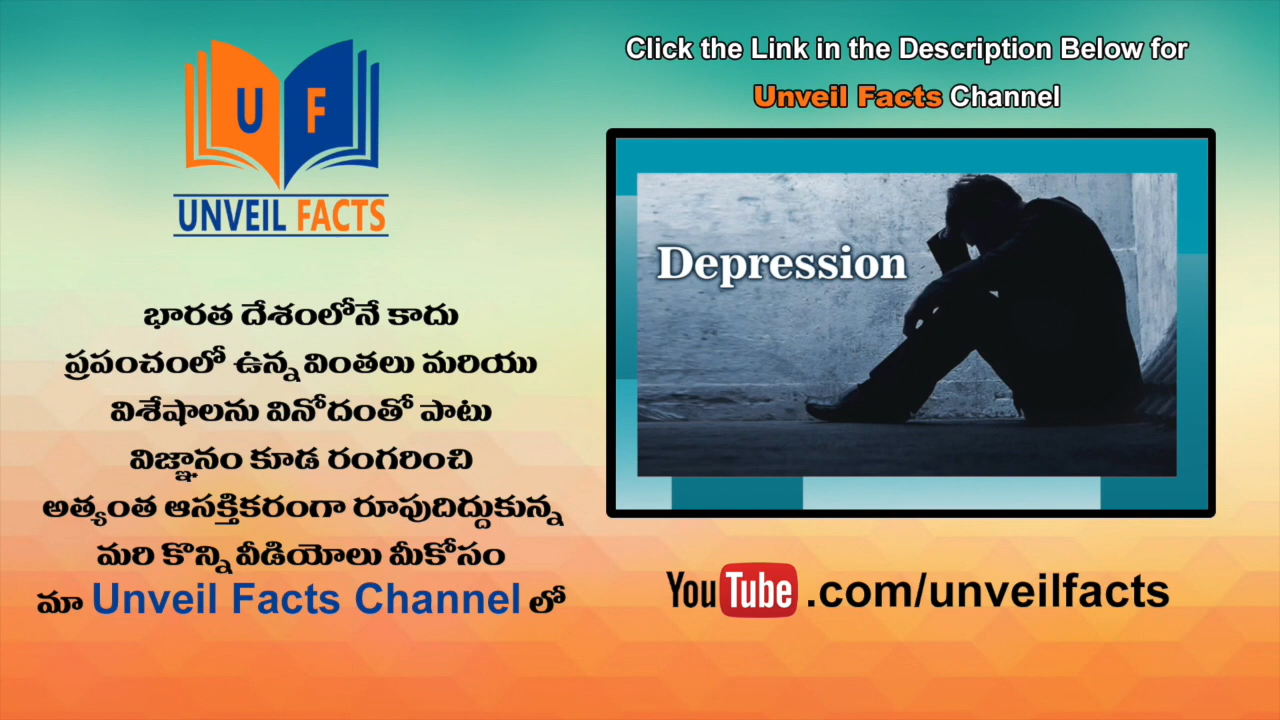 U F
UNVEIL FACTS
భారత దేశంలోనే కాదు
ప్రపంచంలో ఉన్న వింతలు మరియు
విశేషాలను వినోదంతో పాటు
విజ్ఞానం కూడ రంగరించి
అత్యంత ఆసక్తికరంగా రూపుదిద్దుకున్న
మరి కొన్ని వీడియోలు మీకోసం
మా Unveil Facts Channel లో
Click the Link in the Description Below for
Unveil Facts Channel
Depression
YouTube.com/unveilfacts